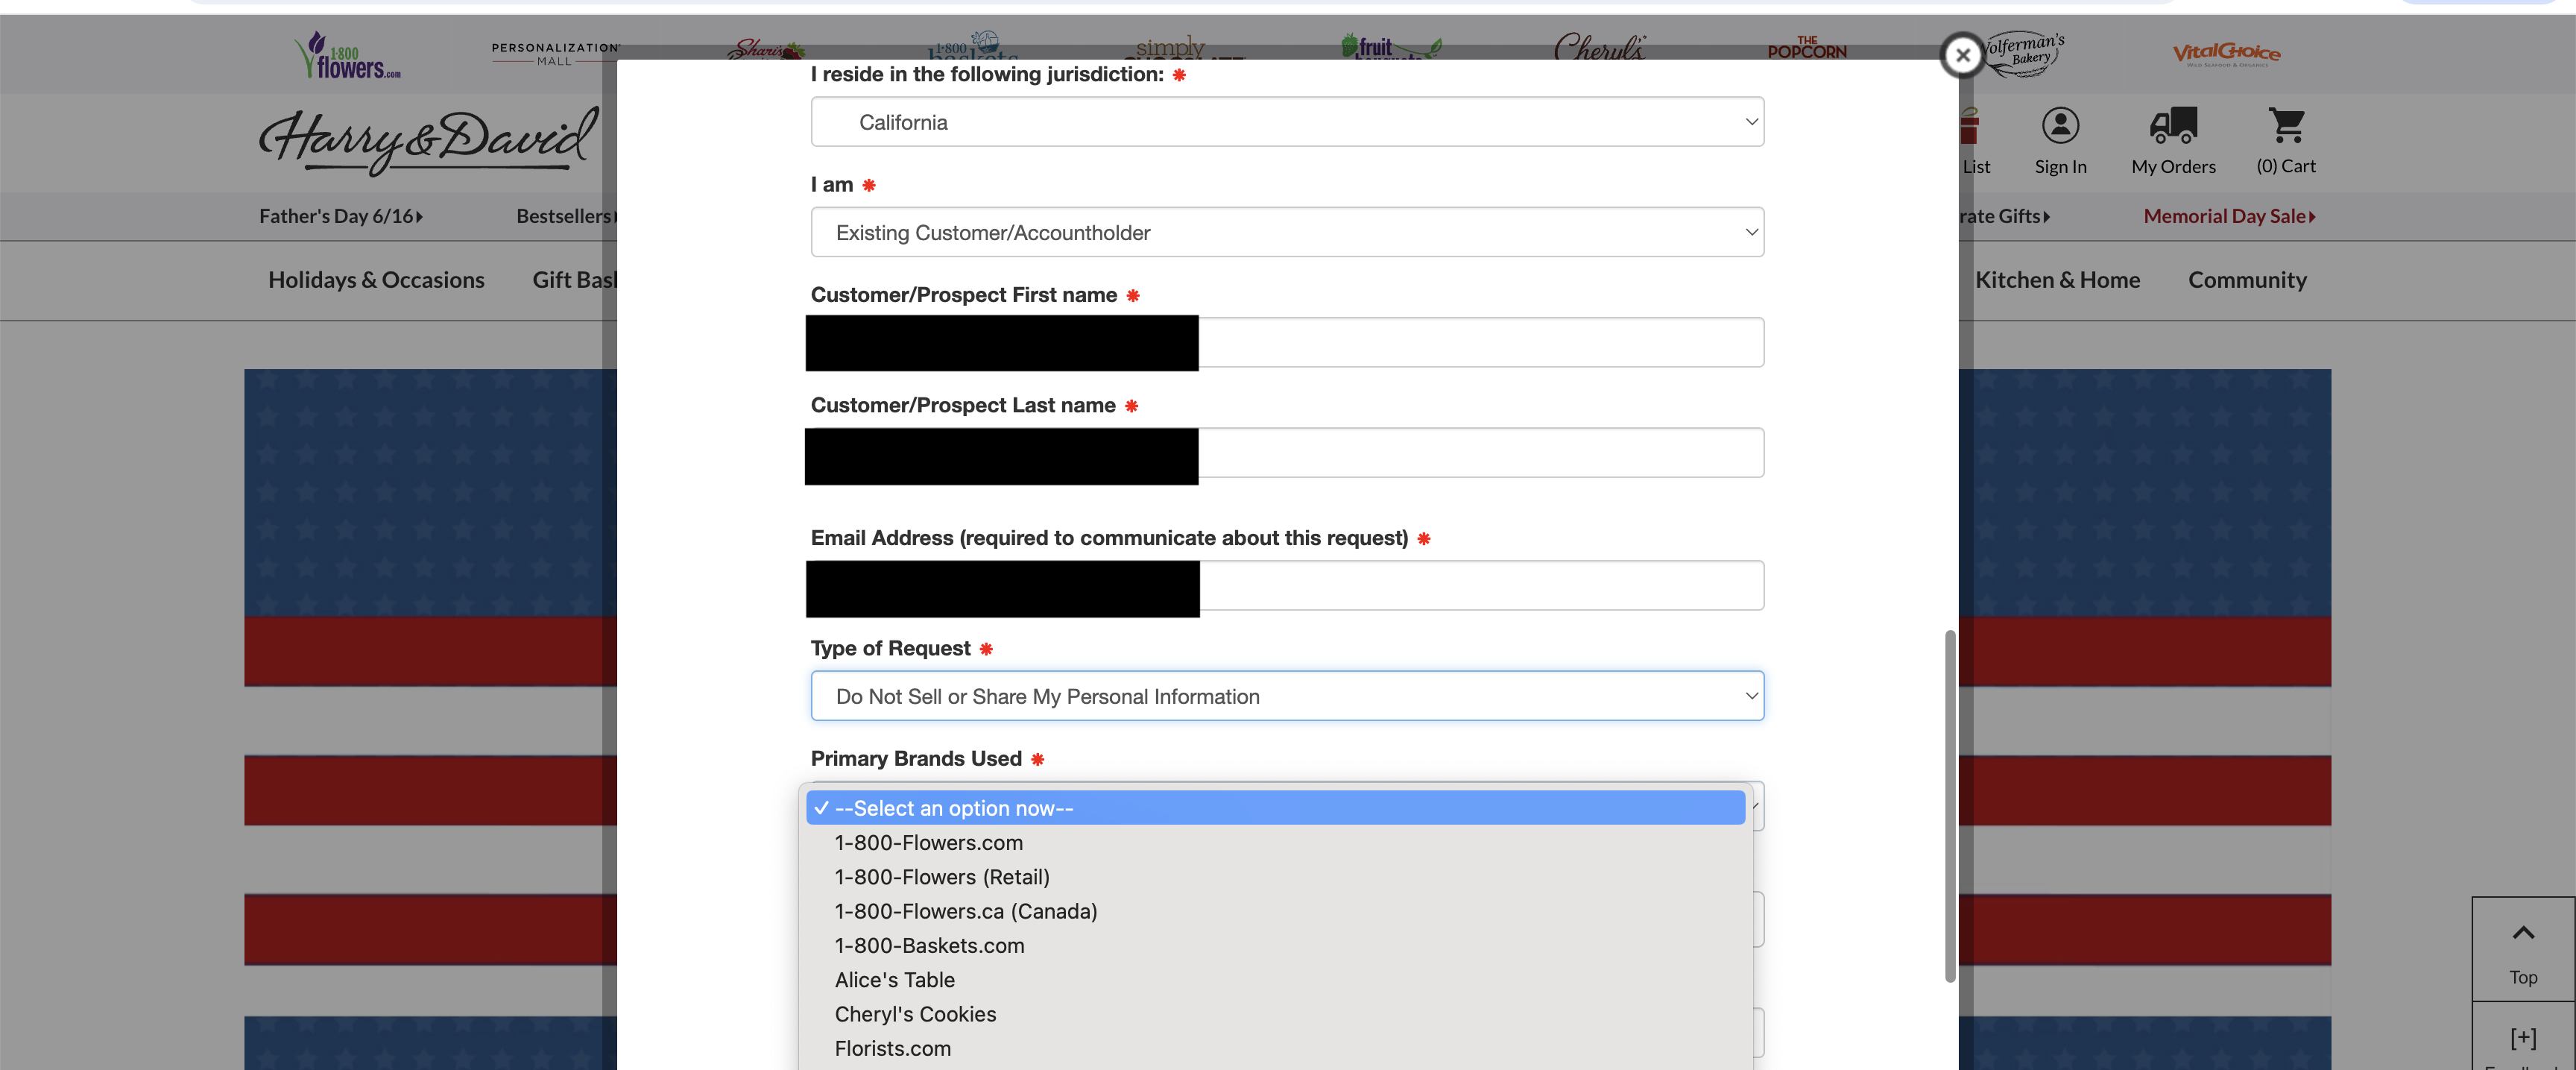 1·800 flowers.com
PERSONALIZATION MALL
Shari's
1·800 baskets
simply CHOCOLATE
fruit bouquets
Cheryl's
THE POPCORN
Wolferman's Bakery
VitalChoice
WILD SEAFOOD & ORGANICS
Harry & David
List
Sign In
My Orders
(0) Cart
Father's Day 6/16
Bestsellers
rate Gifts
Memorial Day Sale
Holidays & Occasions
Gift Bas
Kitchen & Home
Community
I reside in the following jurisdiction: *
California
I am *
Existing Customer/Accountholder
Customer/Prospect First name *
Customer/Prospect Last name *
Email Address (required to communicate about this request) *
Type of Request *
Do Not Sell or Share My Personal Information
Primary Brands Used *
✓ --Select an option now--
1-800-Flowers.com
1-800-Flowers (Retail)
1-800-Flowers.ca (Canada)
1-800-Baskets.com
Alice's Table
Cheryl's Cookies
Florists.com
Top
[+]